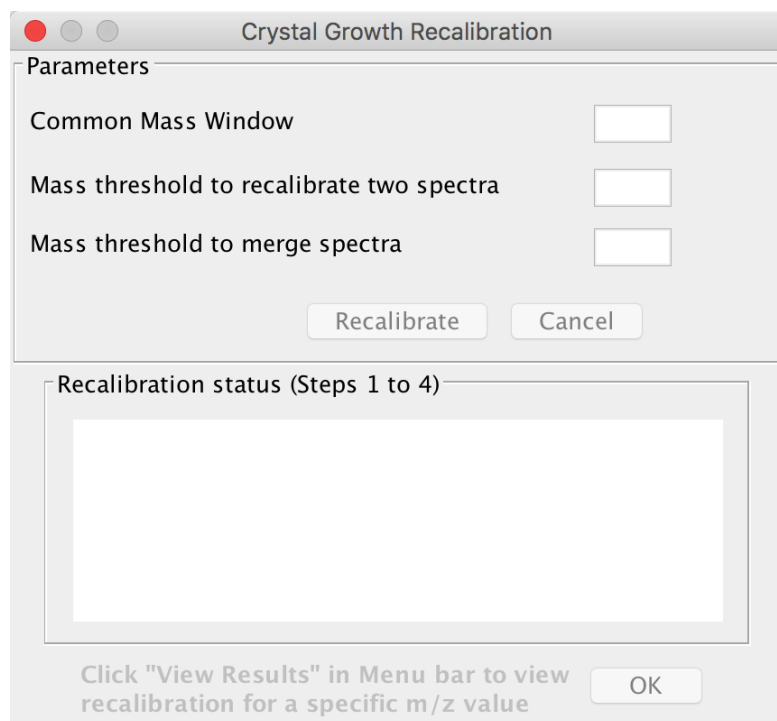 Crystal Growth Recalibration
Parameters
Common Mass Window
Mass threshold to recalibrate two spectra
Mass threshold to merge spectra
Recalibrate Cancel
Recalibration status (Steps 1 to 4)
Click "View Results" in Menu bar to view
recalibration for a specific m/z value
OK